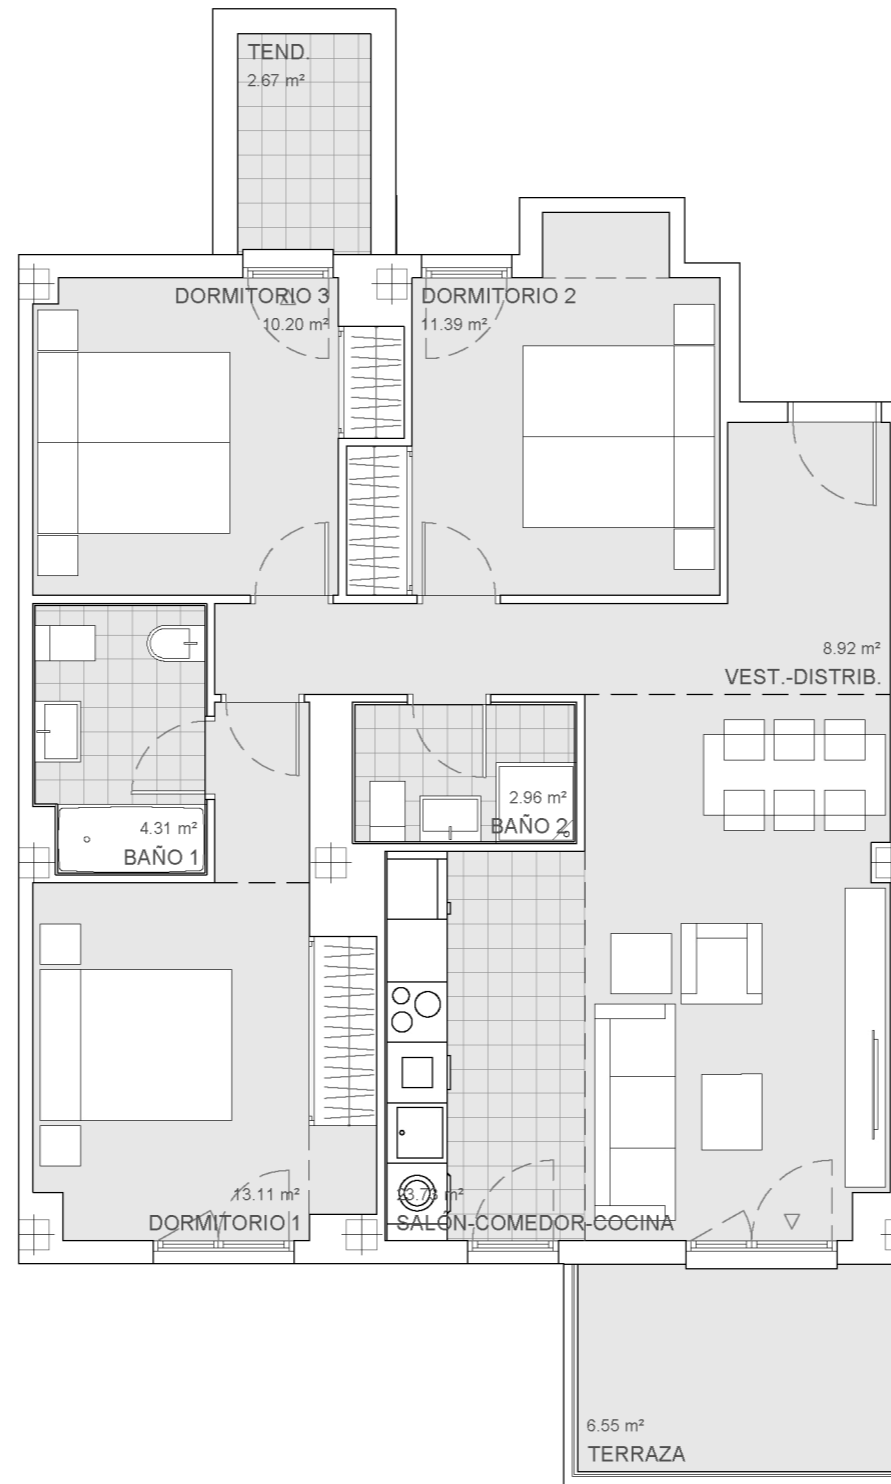 TEND.
2.67 m²
DORMITORIO 3
10.20 m²
DORMITORIO 2
11.39 m²
8.92 m²
VEST.-DISTRIB.
2.96 m²
BAÑO 2
4.31 m²
BAÑO 1
13.11 m²
DORMITORIO 1
23.73 m²
SALÓN-COMEDOR-COCINA
6.55 m²
TERRAZA